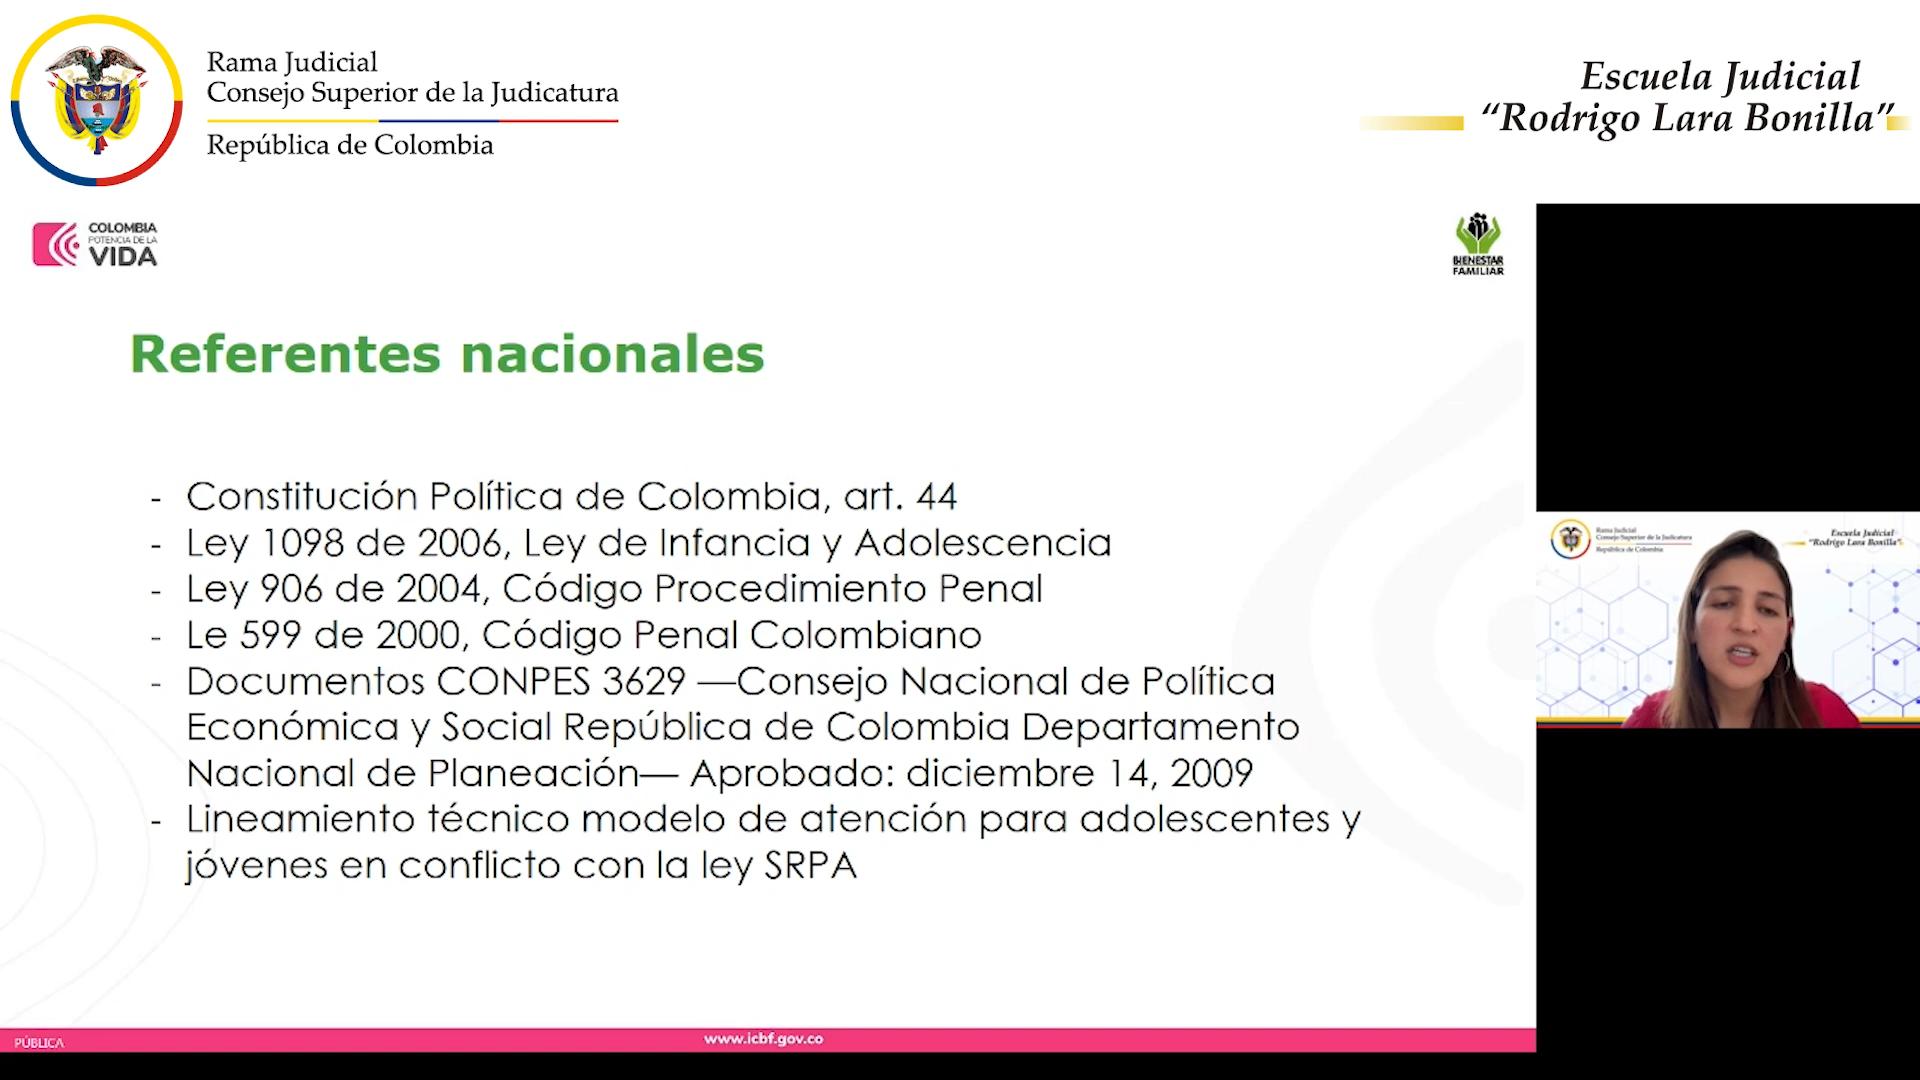 Rama Judicial
Consejo Superior de la Judicatura
República de Colombia
Escuela Judicial
“Rodrigo Lara Bonilla”
COLOMBIA
POTENCIA DE LA
VIDA
BIENESTAR
FAMILIAR
Referentes nacionales
- Constitución Política de Colombia, art. 44
- Ley 1098 de 2006, Ley de Infancia y Adolescencia
- Ley 906 de 2004, Código Procedimiento Penal
- Le 599 de 2000, Código Penal Colombiano
- Documentos CONPES 3629 —Consejo Nacional de Política
Económica y Social República de Colombia Departamento
Nacional de Planeación— Aprobado: diciembre 14, 2009
- Lineamiento técnico modelo de atención para adolescentes y
jóvenes en conflicto con la ley SRPA
Rama Judicial
Consejo Superior de la Judicatura
República de Colombia
Escuela Judicial
“Rodrigo Lara Bonilla”
PÚBLICA
www.icbf.gov.co